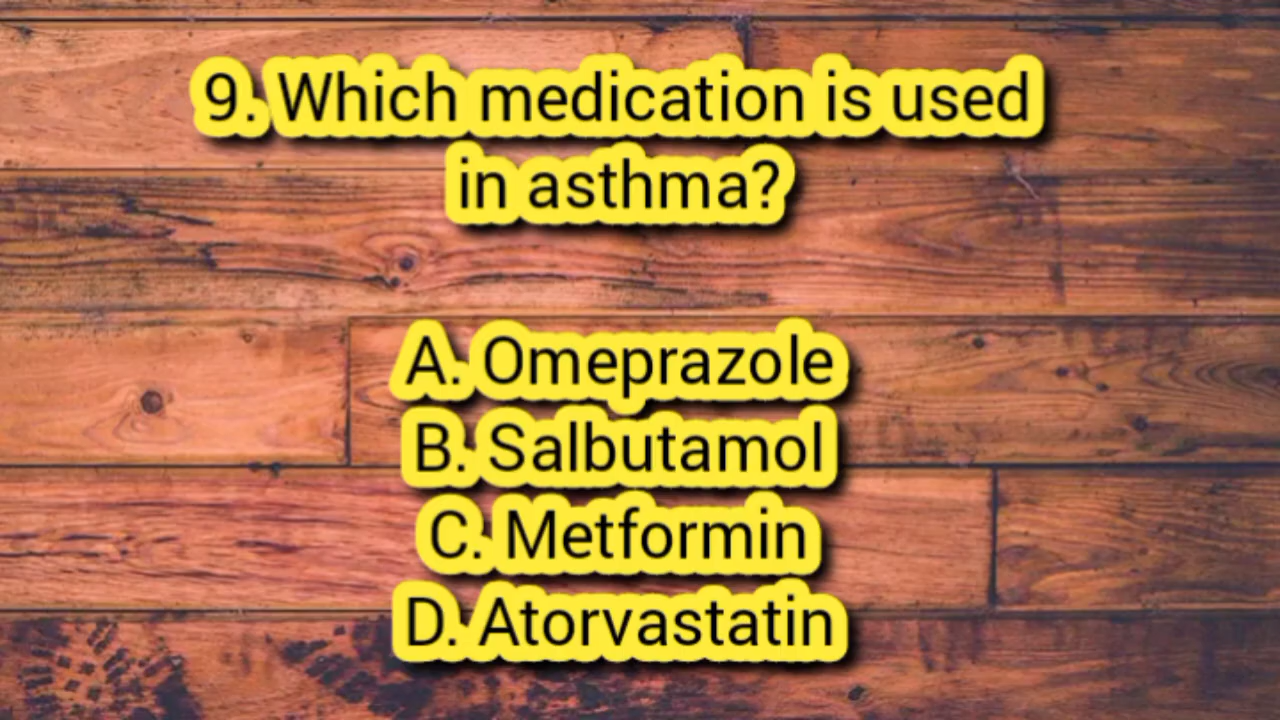 9. Which medication is used
in asthma?
A. Omeprazole
B. Salbutamol
C. Metformin
D. Atorvastatin